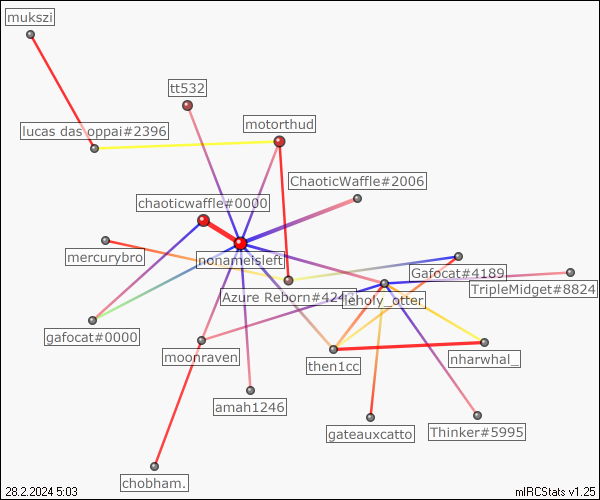 mukszi
tt532
motorthud
lucas das oppai#2396
ChaoticWaffle#2006
chaoticwaffle#0000
mercurybro
nonameisleft
Gafocat#4189
TripleMidget#8824
Azure Reborn#424
leholy_otter
gafocat#0000
moonraven
then1cc
nharwhal_
amah1246
gateauxcatto
Thinker#5995
chobham.
28.2.2024 5:03
mIRCStats v1.25